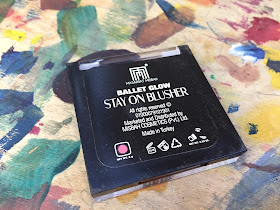 BALLET GLOW
STAY ON BLUSHER
All rights reserved ©
Marketed and Distributed by
MISBAH COSMETICS (PVT.) Ltd.
Made in Turkey